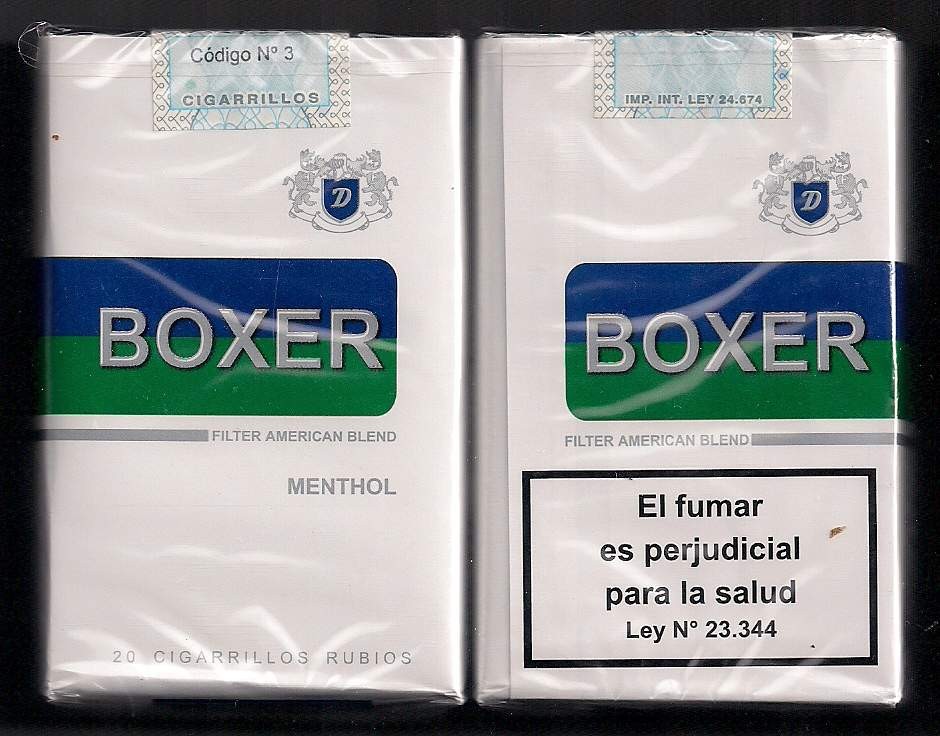 Código Nº 3
CIGARRILLOS
D
BOXER
FILTER AMERICAN BLEND
MENTHOL
20 CIGARRILLOS RUBIOS
IMP. INT. LEY 24.674
D
BOXER
FILTER AMERICAN BLEND
El fumar
es perjudicial
para la salud
Ley N° 23.344